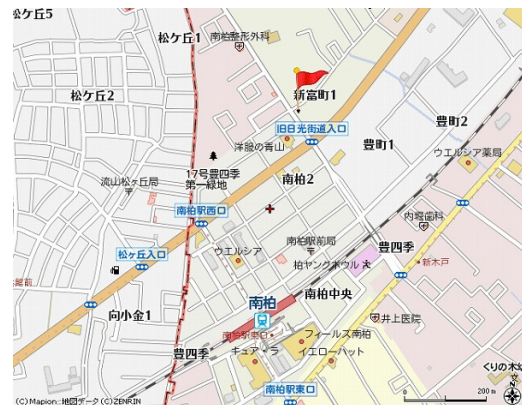 松ケ丘5
松ケ丘1
南柏整形外科
松ケ丘2
新富町1
旧日光街道入口
洋服の青山
豊町2
豊町1
ウエルシア薬局
17号豊四季
第一緑地
南柏2
流山松ヶ丘局
南柏駅西口
内堀歯科
松ヶ丘入口
ウエルシア
南柏駅前局
豊四季
柏ヤングボウル
新木戸
南柏
南柏中央
向小金1
井上医院
南柏駅東口
フィールズ南柏
豊四季
キュア・ラ
イエローハット
くりの木幼
南柏駅東口
200 m
(C)Mapion:地図データ(C)ZENRIN